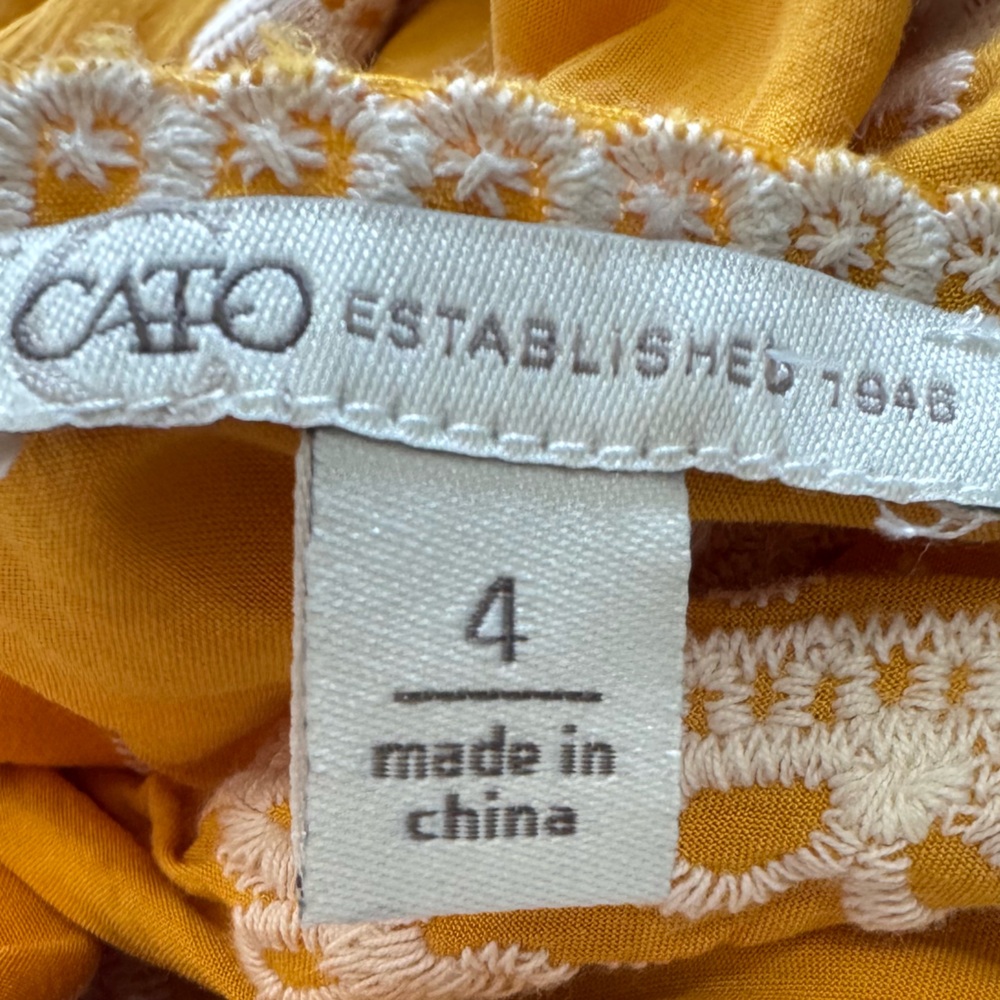 CATO ESTABLISHED 1946
4
made in
china